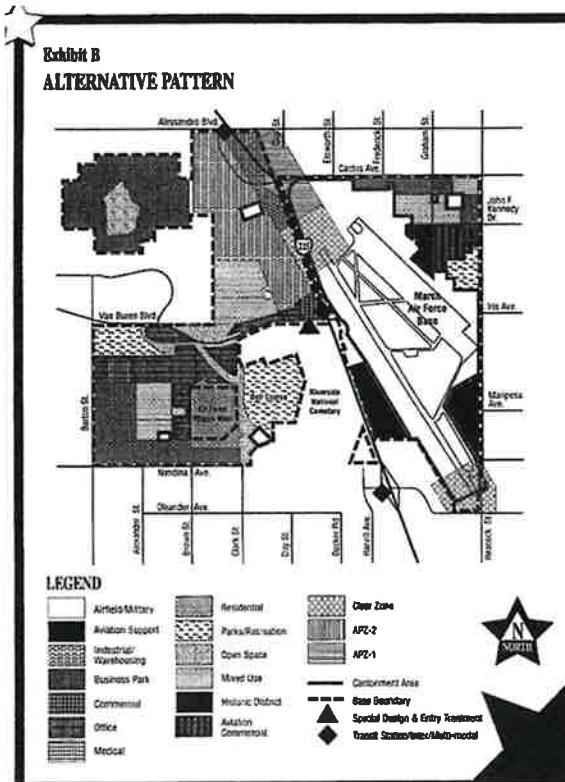 Exhibit B
ALTERNATIVE PATTERN
Alessandro Blvd.
Elsworth St.
Frederick St.
Graham St.
Cactus Ave.
John F. Kennedy Dr.
215
March Air Force Base
Iris Ave.
Van Buren Blvd.
Mariposa Ave.
Barton St.
Riverside National Cemetery
Nandina Ave.
Oleander Ave.
Alexander St.
Brown St.
Clark St.
Day St.
Decker Rd.
Harvill Ave.
Heacock St.
LEGEND
Airfield/Military
Aviation Support
Industrial/Warehousing
Business Park
Commercial
Office
Medical
Residential
Parks/Recreation
Open Space
Mixed Use
Historic District
Aviation Commercial
Clear Zone
APZ-2
APZ-1
Cantonment Area
Base Boundary
Special Design & Entry Treatment
Transit Station/Inter/Multi-modal
N
NORTH